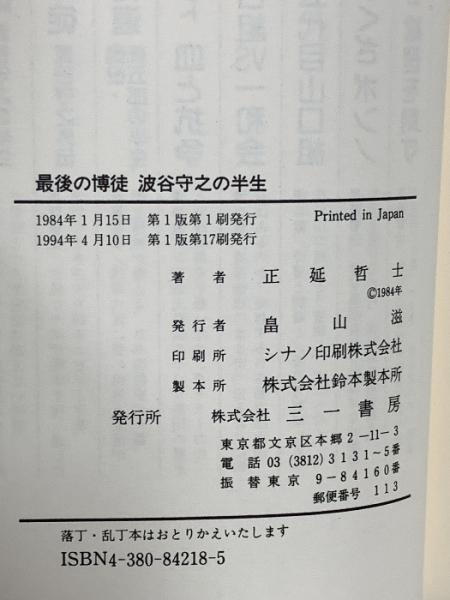 最後の博徒 波谷守之の半生
1984年1月15日 第1版第1刷発行 Printed in Japan
1994年4月10日 第1版第17刷発行
著者 正延哲士
©1984年
発行者 畠山滋
印刷所 シナノ印刷株式会社
製本所 株式会社鈴木製本所
発行所 株式会社三一書房
東京都文京区本郷2-11-3
電話03(3812)3131~5番
振替東京 9-84160番
郵便番号 113
落丁・乱丁本はおとりかえいたします
ISBN4-380-84218-5